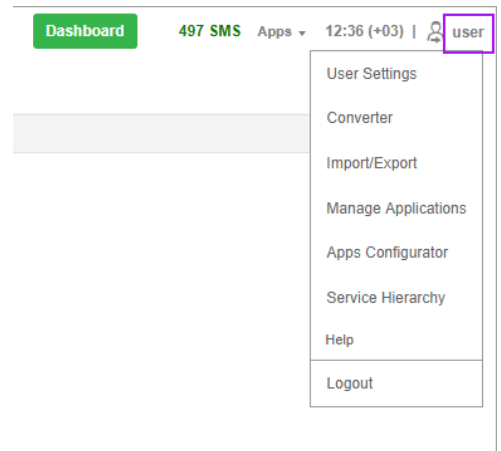 Dashboard 497 SMS Apps 12:36 (+03) | user
User Settings
Converter
Import/Export
Manage Applications
Apps Configurator
Service Hierarchy
Help
Logout